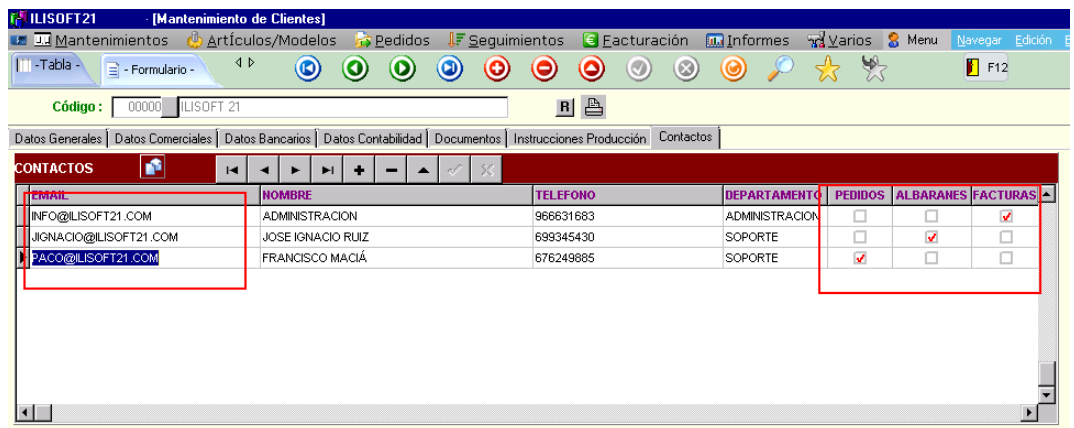 ILISOFT21 - [Mantenimiento de Clientes]
Mantenimientos Artículos/Modelos Pedidos Seguimientos Facturación Informes Varios Menu Navegar Edición
-Tabla - - Formulario - F12
Código : 00000 ILISOFT 21 R
Datos Generales Datos Comerciales Datos Bancarios Datos Contabilidad Documentos Instrucciones Producción Contactos
CONTACTOS
EMAIL NOMBRE TELEFONO DEPARTAMENTO PEDIDOS ALBARANES FACTURAS
INFO@ILISOFT21.COM ADMINISTRACION 966631683 ADMINISTRACION
JIGNACIO@ILISOFT21.COM JOSE IGNACIO RUIZ 699345430 SOPORTE
PACO@ILISOFT21.COM FRANCISCO MACIÁ 676249885 SOPORTE